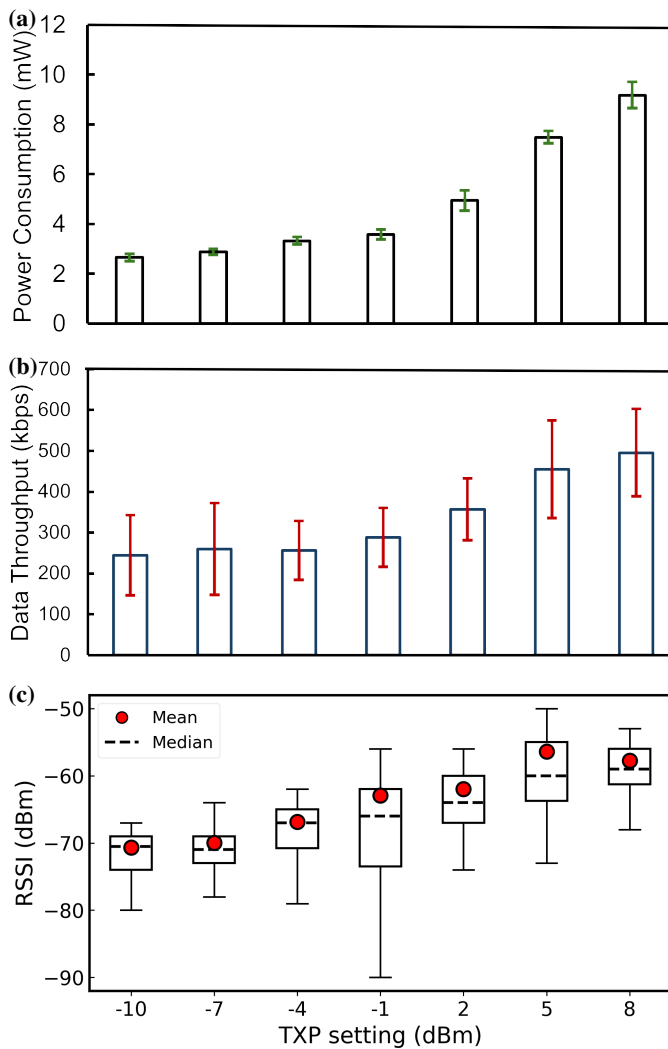 (a)
Power Consumption (mW)
12
10
8
6
4
2
0
(b)
Data Throughput (kbps)
700
600
500
400
300
200
100
0
(c)
RSSI (dBm)
−50
−60
−70
−80
−90
Mean
Median
-10 -7 -4 -1 2 5 8
TXP setting (dBm)